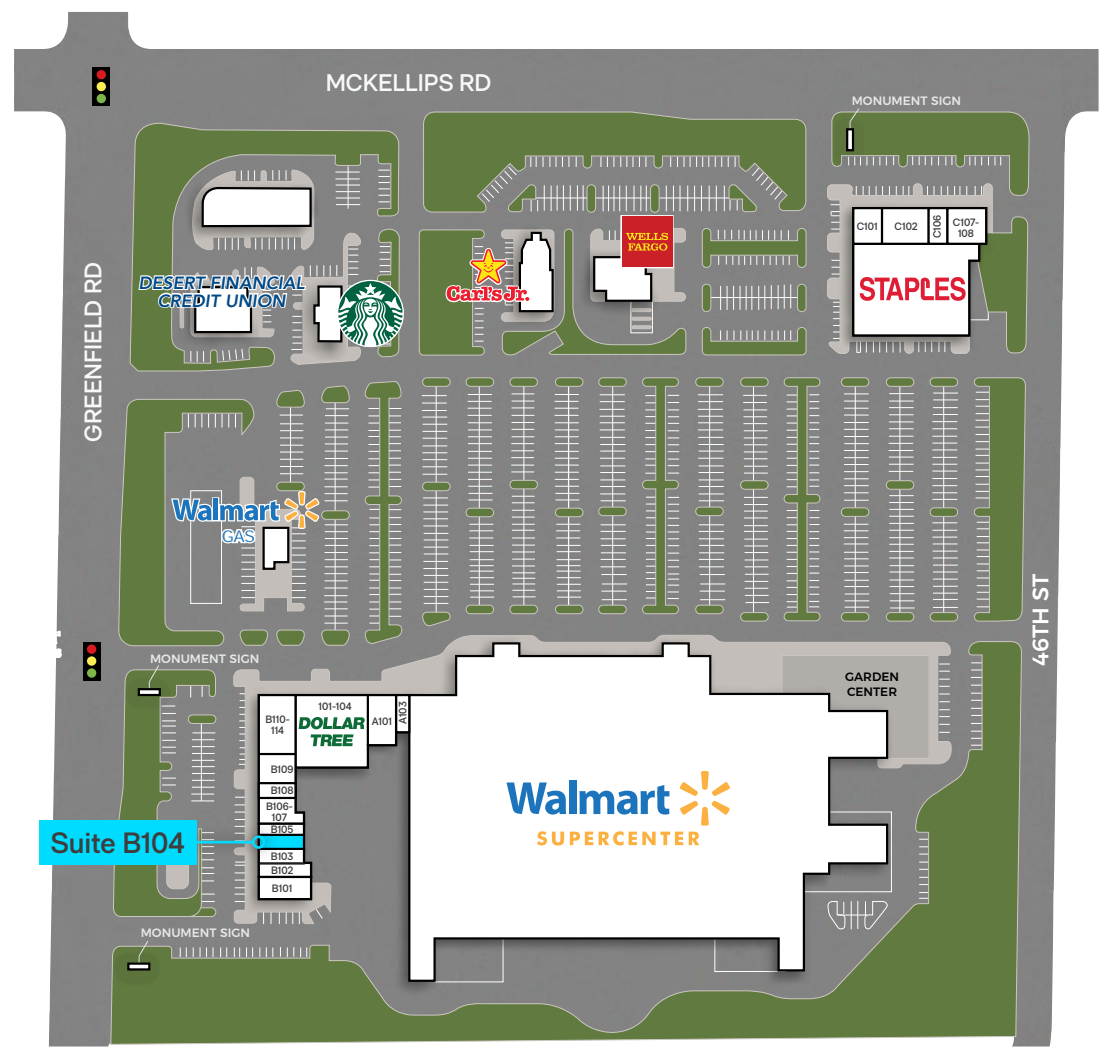 MCKELLIPS RD
MONUMENT SIGN
C101
C102
C106
C107-
108
WELLS
FARGO
Carl's Jr.
STAPLES
DESERT FINANCIAL
CREDIT UNION
GREENFIELD RD
Walmart
GAS
46TH ST
MONUMENT SIGN
GARDEN
CENTER
B110-
114
101-104
DOLLAR
TREE
A101
A103
B109
B108
B106-
107
B105
Suite B104
B103
B102
B101
Walmart
SUPERCENTER
MONUMENT SIGN